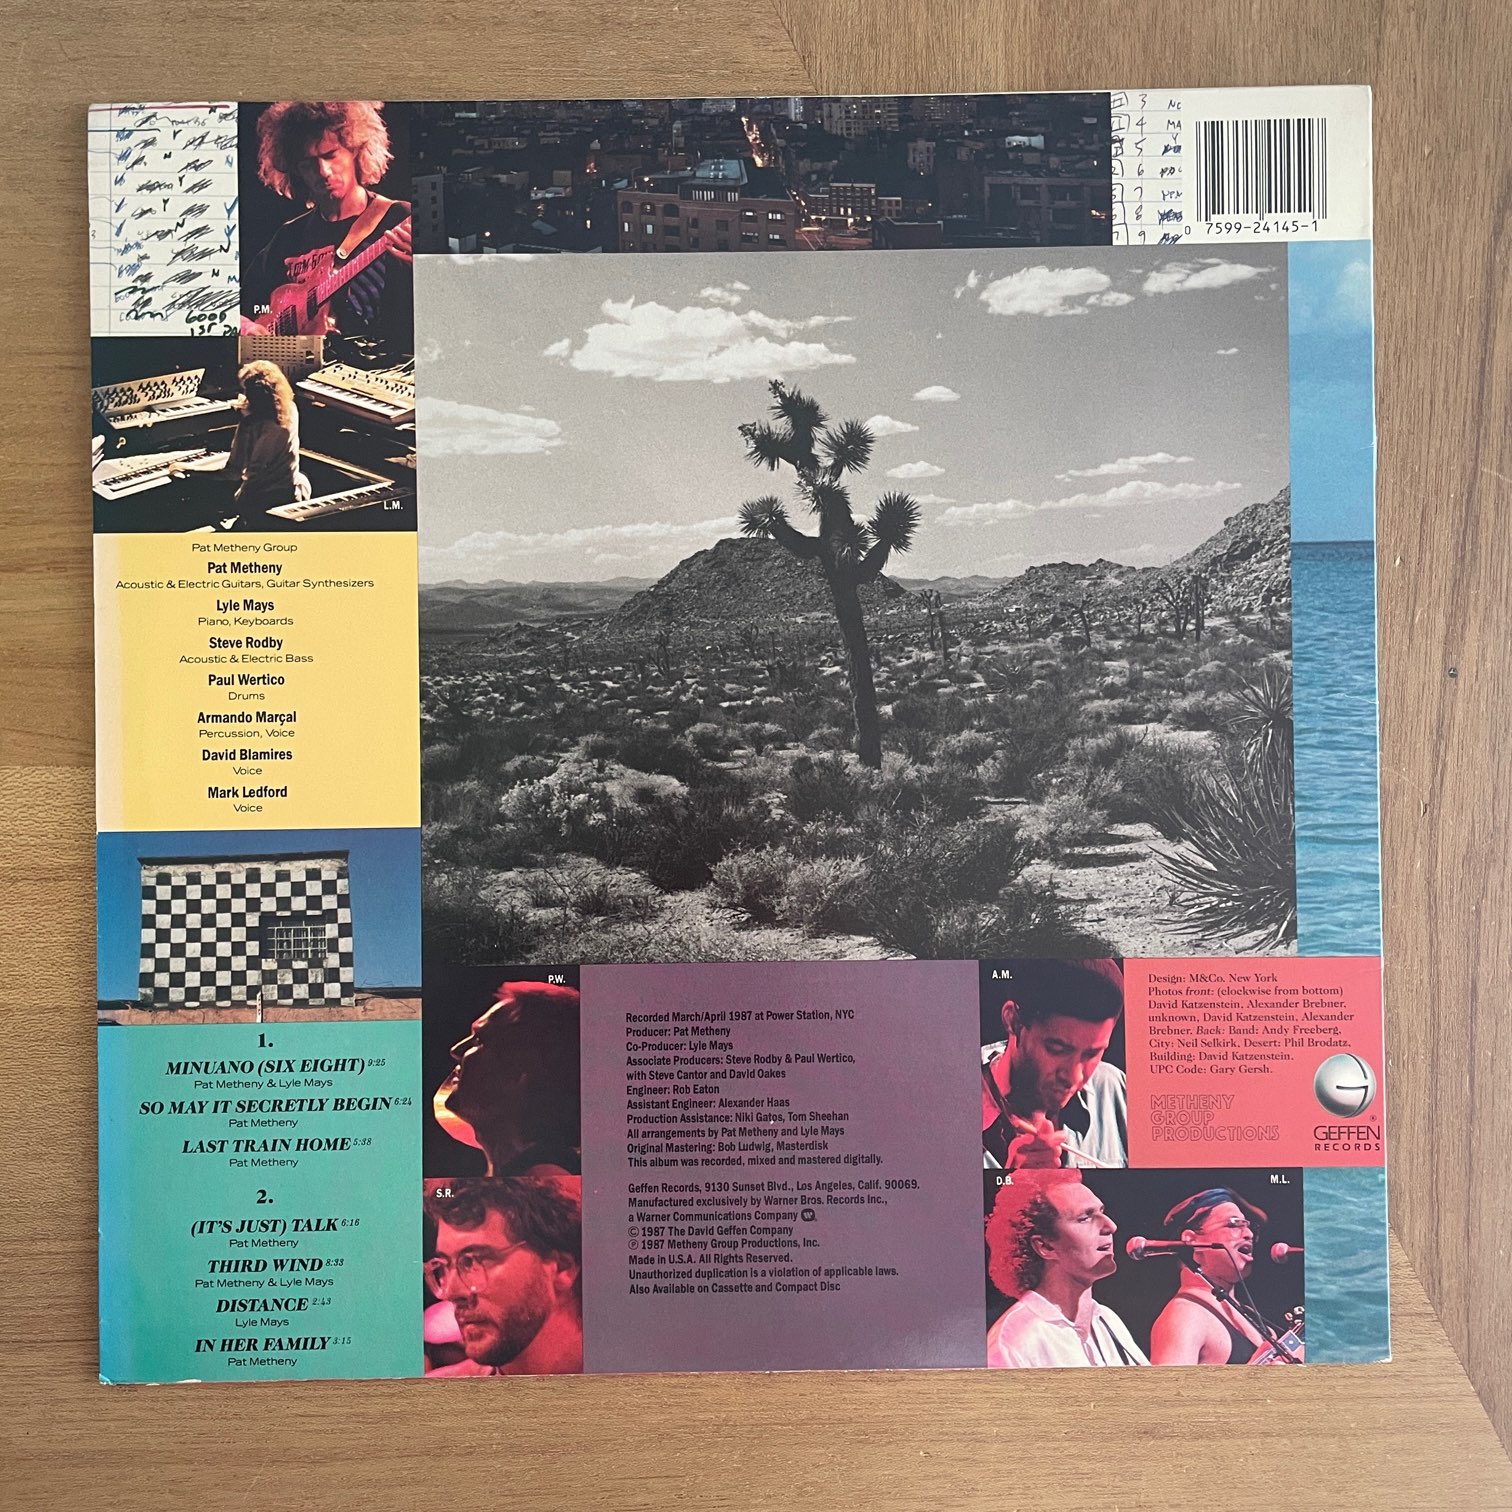 3 NC
4 MA
5
6
7
8
9
Y
N
Y
N
Y
Y
Y
N
N
N
GOOD
1ST
0 7599-24145-1
P.M.
L.M.
Pat Metheny Group
Pat Metheny
Acoustic & Electric Guitars, Guitar Synthesizers
Lyle Mays
Piano, Keyboards
Steve Rodby
Acoustic & Electric Bass
Paul Wertico
Drums
Armando Marçal
Percussion, Voice
David Blamires
Voice
Mark Ledford
Voice
1.
MINUANO (SIX EIGHT) 9:25
Pat Metheny & Lyle Mays
SO MAY IT SECRETLY BEGIN 6:24
Pat Metheny
LAST TRAIN HOME 5:38
Pat Metheny
2.
(IT'S JUST) TALK 6:16
Pat Metheny
THIRD WIND 8:33
Pat Metheny & Lyle Mays
DISTANCE 2:43
Lyle Mays
IN HER FAMILY 3:15
Pat Metheny
P.W.
S.R.
Recorded March/April 1987 at Power Station, NYC
Producer: Pat Metheny
Co-Producer: Lyle Mays
Associate Producers: Steve Rodby & Paul Wertico,
with Steve Cantor and David Oakes
Engineer: Rob Eaton
Assistant Engineer: Alexander Haas
Production Assistance: Niki Gatos, Tom Sheehan
All arrangements by Pat Metheny and Lyle Mays
Original Mastering: Bob Ludwig, Masterdisk
This album was recorded, mixed and mastered digitally.
Geffen Records, 9130 Sunset Blvd., Los Angeles, Calif. 90069.
Manufactured exclusively by Warner Bros. Records Inc.,
a Warner Communications Company
© 1987 The David Geffen Company
℗ 1987 Metheny Group Productions, Inc.
Made in U.S.A. All Rights Reserved.
Unauthorized duplication is a violation of applicable laws.
Also Available on Cassette and Compact Disc
A.M.
D.B.
M.L.
Design: M&Co. New York
Photos front: (clockwise from bottom)
David Katzenstein, Alexander Brebner,
unknown, David Katzenstein, Alexander
Brebner. Back: Band: Andy Freeberg,
City: Neil Selkirk, Desert: Phil Brodatz,
Building: David Katzenstein.
UPC Code: Gary Gersh.
METHENY
GROUP
PRODUCTIONS
GEFFEN
RECORDS